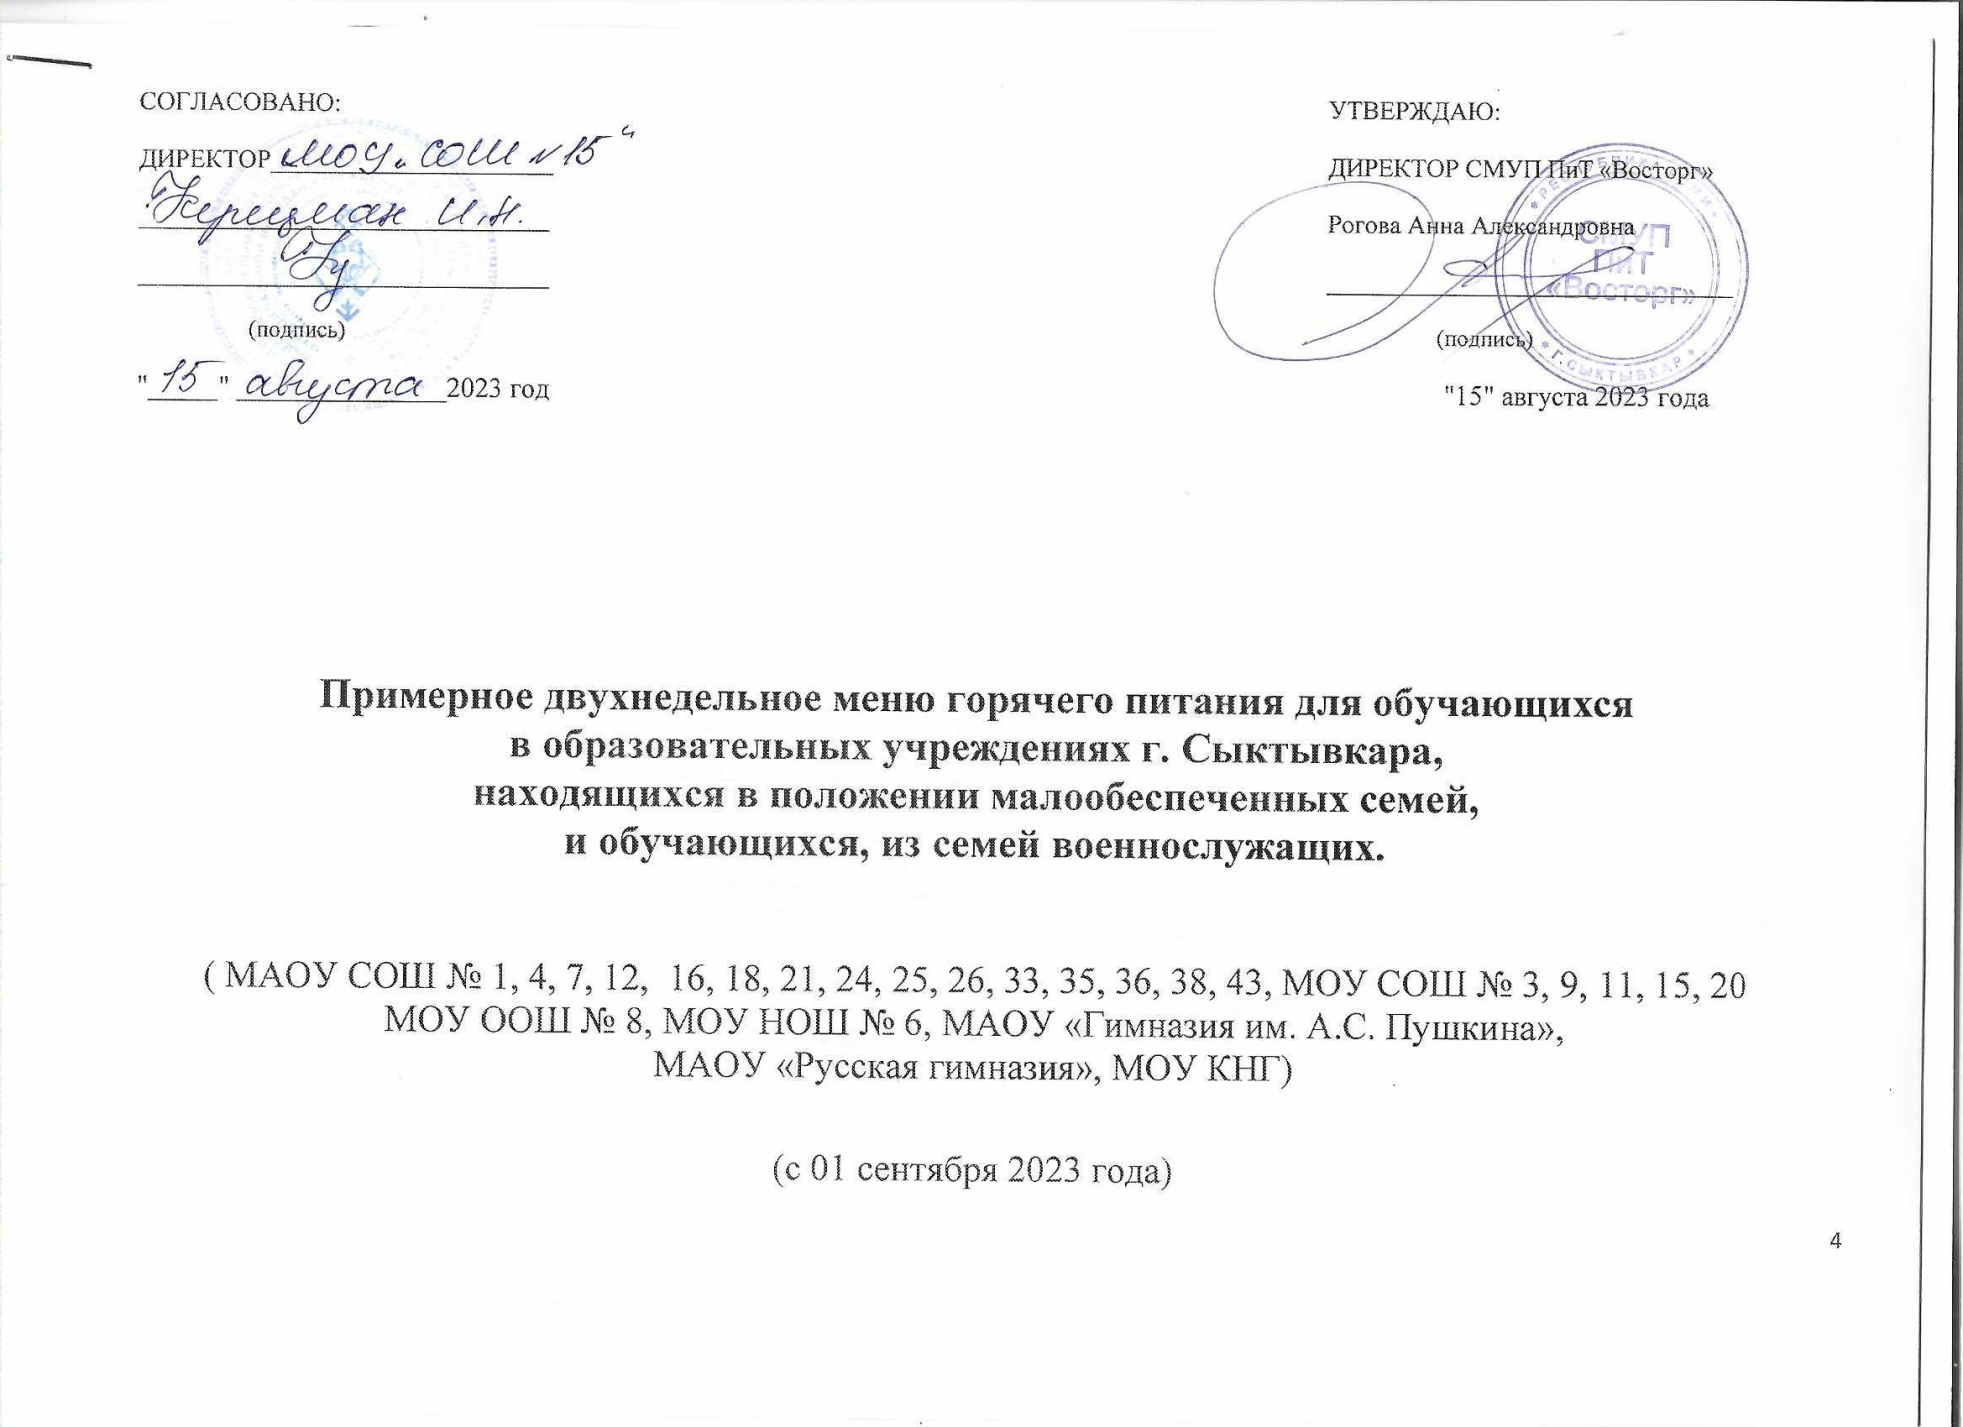 СОГЛАСОВАНО:
ДИРЕКТОР МОУ "СОШ № 15"
И.Н.
(подпись)
"15" августа 2023 год
УТВЕРЖДАЮ:
ДИРЕКТОР СМУП ПиТ «Восторг»
Рогова Анна Александровна
СМУП
ПиТ
«Восторг»
* Г.СЫКТЫВКАР *
(подпись)
"15" августа 2023 года
Примерное двухнедельное меню горячего питания для обучающихся
в образовательных учреждениях г. Сыктывкара,
находящихся в положении малообеспеченных семей,
и обучающихся, из семей военнослужащих.
( МАОУ СОШ № 1, 4, 7, 12, 16, 18, 21, 24, 25, 26, 33, 35, 36, 38, 43, МОУ СОШ № 3, 9, 11, 15, 20
МОУ ООШ № 8, МОУ НОШ № 6, МАОУ «Гимназия им. А.С. Пушкина»,
МАОУ «Русская гимназия», МОУ КНГ)
(с 01 сентября 2023 года)
4